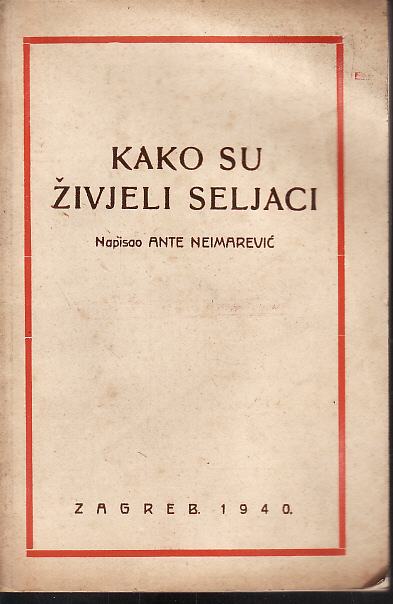 KAKO SU
ŽIVJELI SELJACI
Napisao ANTE NEIMAREVIĆ
ZAGREB. 1940.